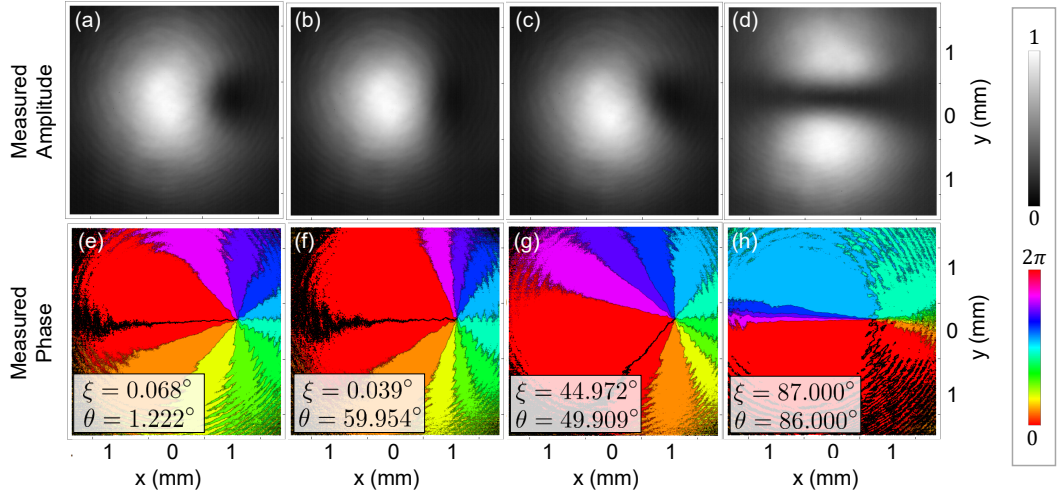 (a) (b) (c) (d)
Measured
Amplitude
1
0
1
y (mm)
1
0
(e) (f) (g) (h)
Measured
Phase
ξ = 0.068°
θ = 1.222°
ξ = 0.039°
θ = 59.954°
ξ = 44.972°
θ = 49.909°
ξ = 87.000°
θ = 86.000°
1
0
1
y (mm)
2π
0
1 0 1 1 0 1 1 0 1 1 0 1
x (mm) x (mm) x (mm) x (mm)